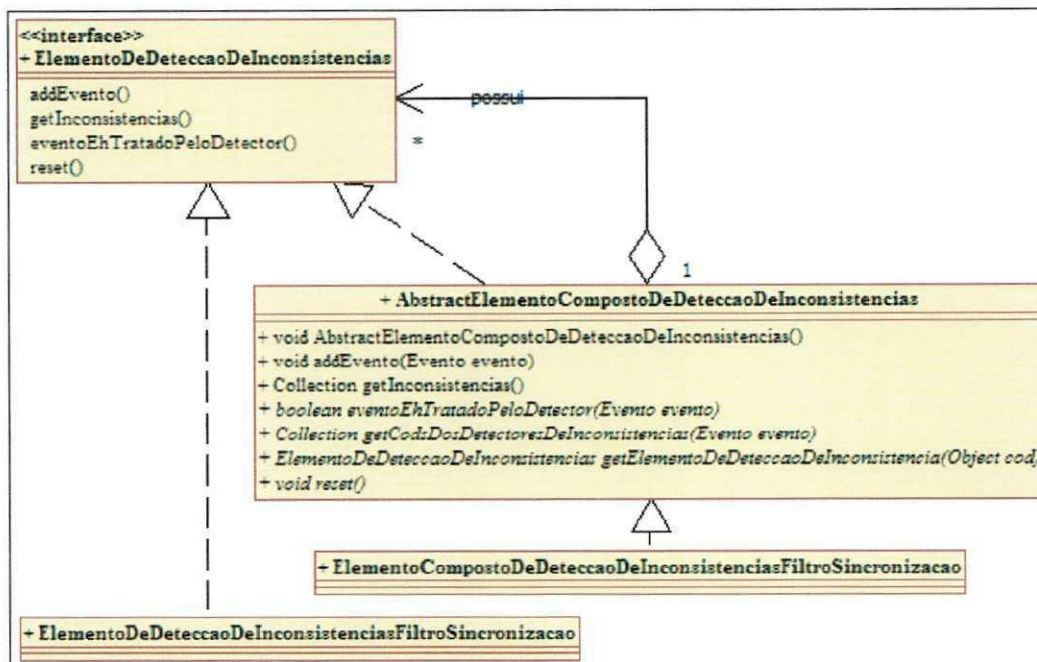 <<interface>>
+ ElementoDeDeteccaoDeInconsistencias
addEvento()
getInconsistencias()
eventoEhTratadoPeloDetector()
reset()
possui
*
1
+ AbstractElementoCompostoDeDeteccaoDeInconsistencias
+ void AbstractElementoCompostoDeDeteccaoDeInconsistencias()
+ void addEvento(Evento evento)
+ Collection getInconsistencias()
+ boolean eventoEhTratadoPeloDetector(Evento evento)
+ Collection getCodsDosDetectoresDeInconsistencias(Evento evento)
+ ElementoDeDeteccaoDeInconsistencias getElementoDeDeteccaoDeInconsistencia(Object cod)
+ void reset()
+ ElementoCompostoDeDeteccaoDeInconsistenciasFiltroSincronizacao
+ ElementoDeDeteccaoDeInconsistenciasFiltroSincronizacao